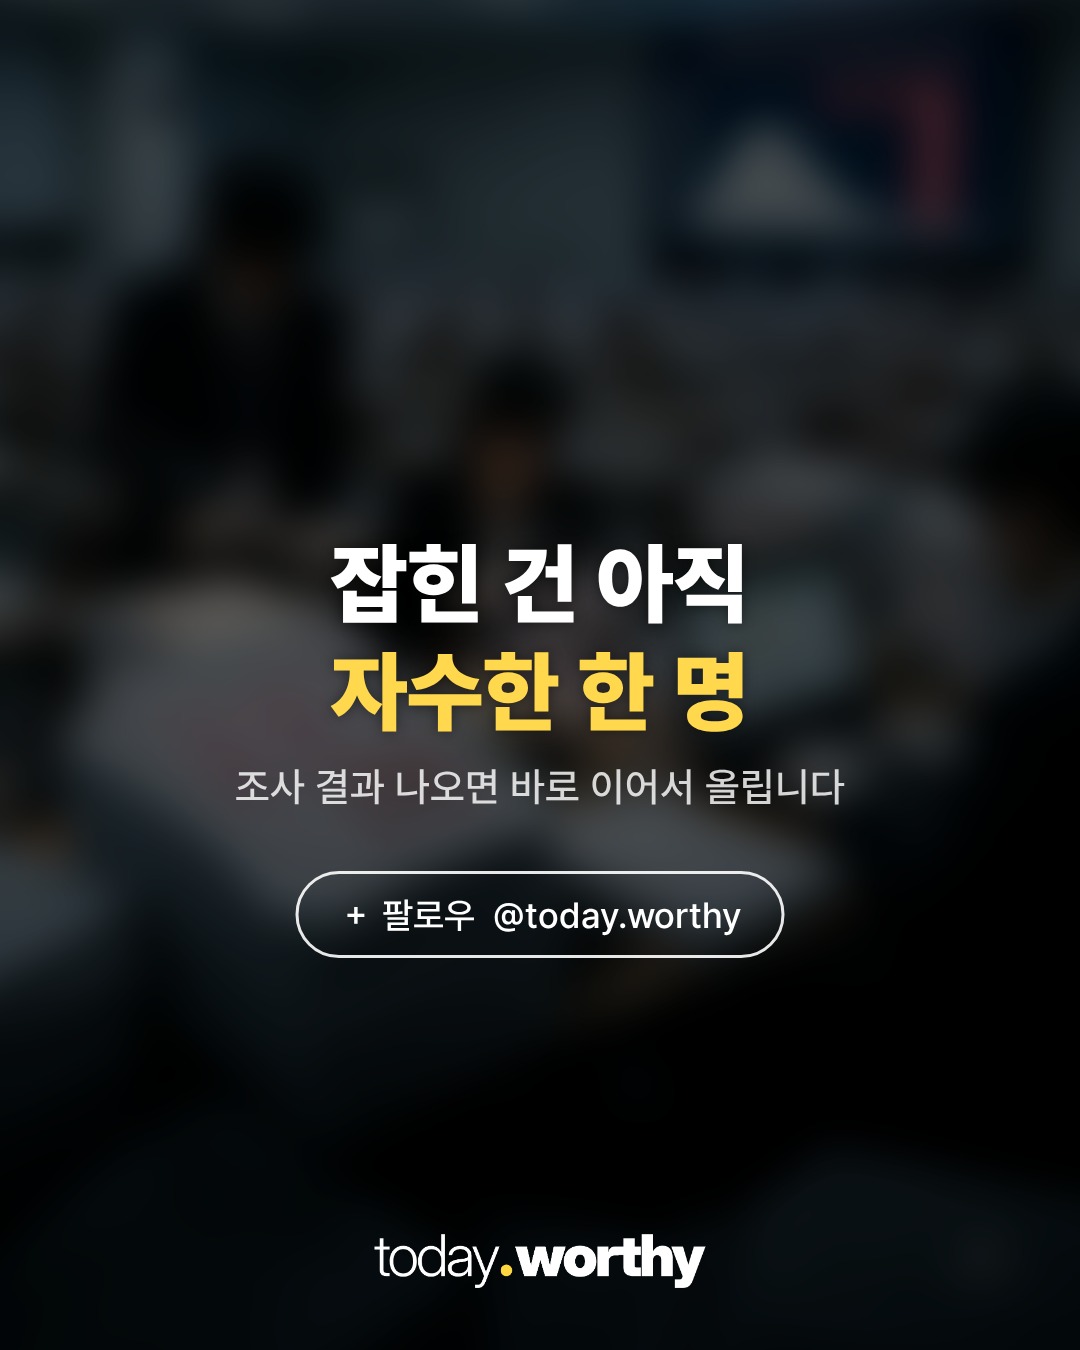 잡힌 건 아직
자수한 한 명
조사 결과 나오면 바로 이어서 올립니다
+ 팔로우 @today.worthy
today.worthy